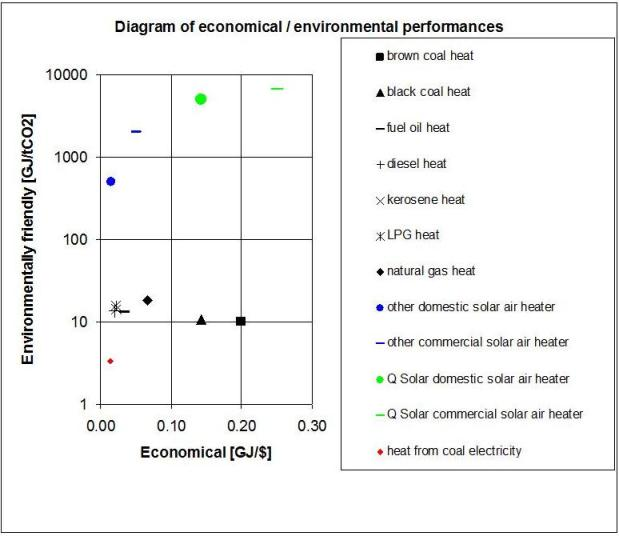 Diagram of economical / environmental performances
Environmentally friendly [GJ/tCO2]
10000
1000
100
10
1
0.00 0.10 0.20 0.30
Economical [GJ/$]
brown coal heat
black coal heat
fuel oil heat
diesel heat
kerosene heat
LPG heat
natural gas heat
other domestic solar air heater
other commercial solar air heater
Q Solar domestic solar air heater
Q Solar commercial solar air heater
heat from coal electricity